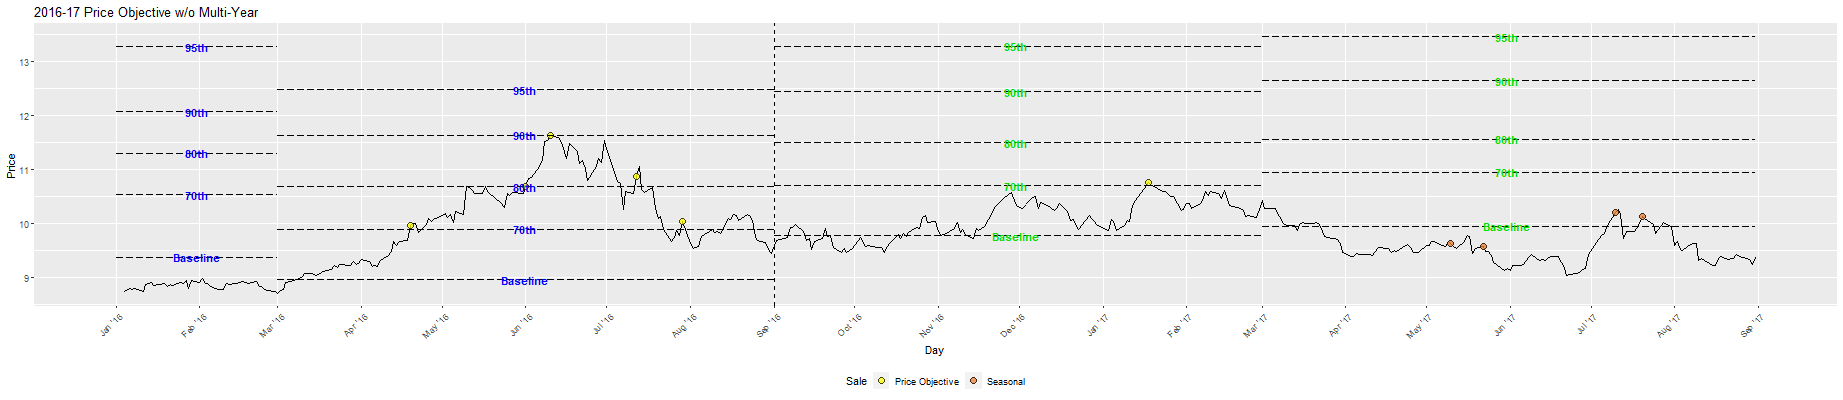 2016-17 Price Objective w/o Multi-Year
95th
95th
95th
90th
95th
90th
90th
90th
80th
80th
80th
70th
80th
70th
70th
70th
Baseline
Baseline
Baseline
Baseline
13
12
11
10
9
Price
Jan '16
Feb '16
Mar '16
Apr '16
May '16
Jun '16
Jul '16
Aug '16
Sep '16
Oct '16
Nov '16
Dec '16
Jan '17
Feb '17
Mar '17
Apr '17
May '17
Jun '17
Jul '17
Aug '17
Sep '17
Day
Sale Price Objective Seasonal